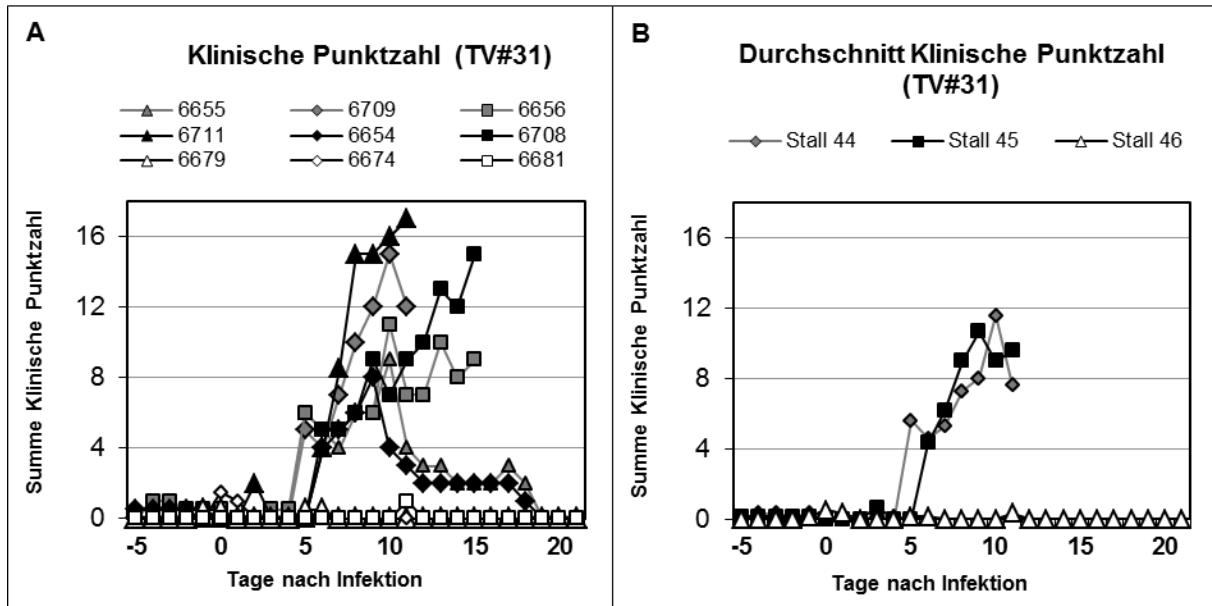 A
Klinische Punktzahl (TV#31)
6655 6709 6656
6711 6654 6708
6679 6674 6681
Summe Klinische Punktzahl
16
12
8
4
0
-5 0 5 10 15 20
Tage nach Infektion
B
Durchschnitt Klinische Punktzahl
(TV#31)
Stall 44 Stall 45 Stall 46
Summe Klinische Punktzahl
16
12
8
4
0
-5 0 5 10 15 20
Tage nach Infektion